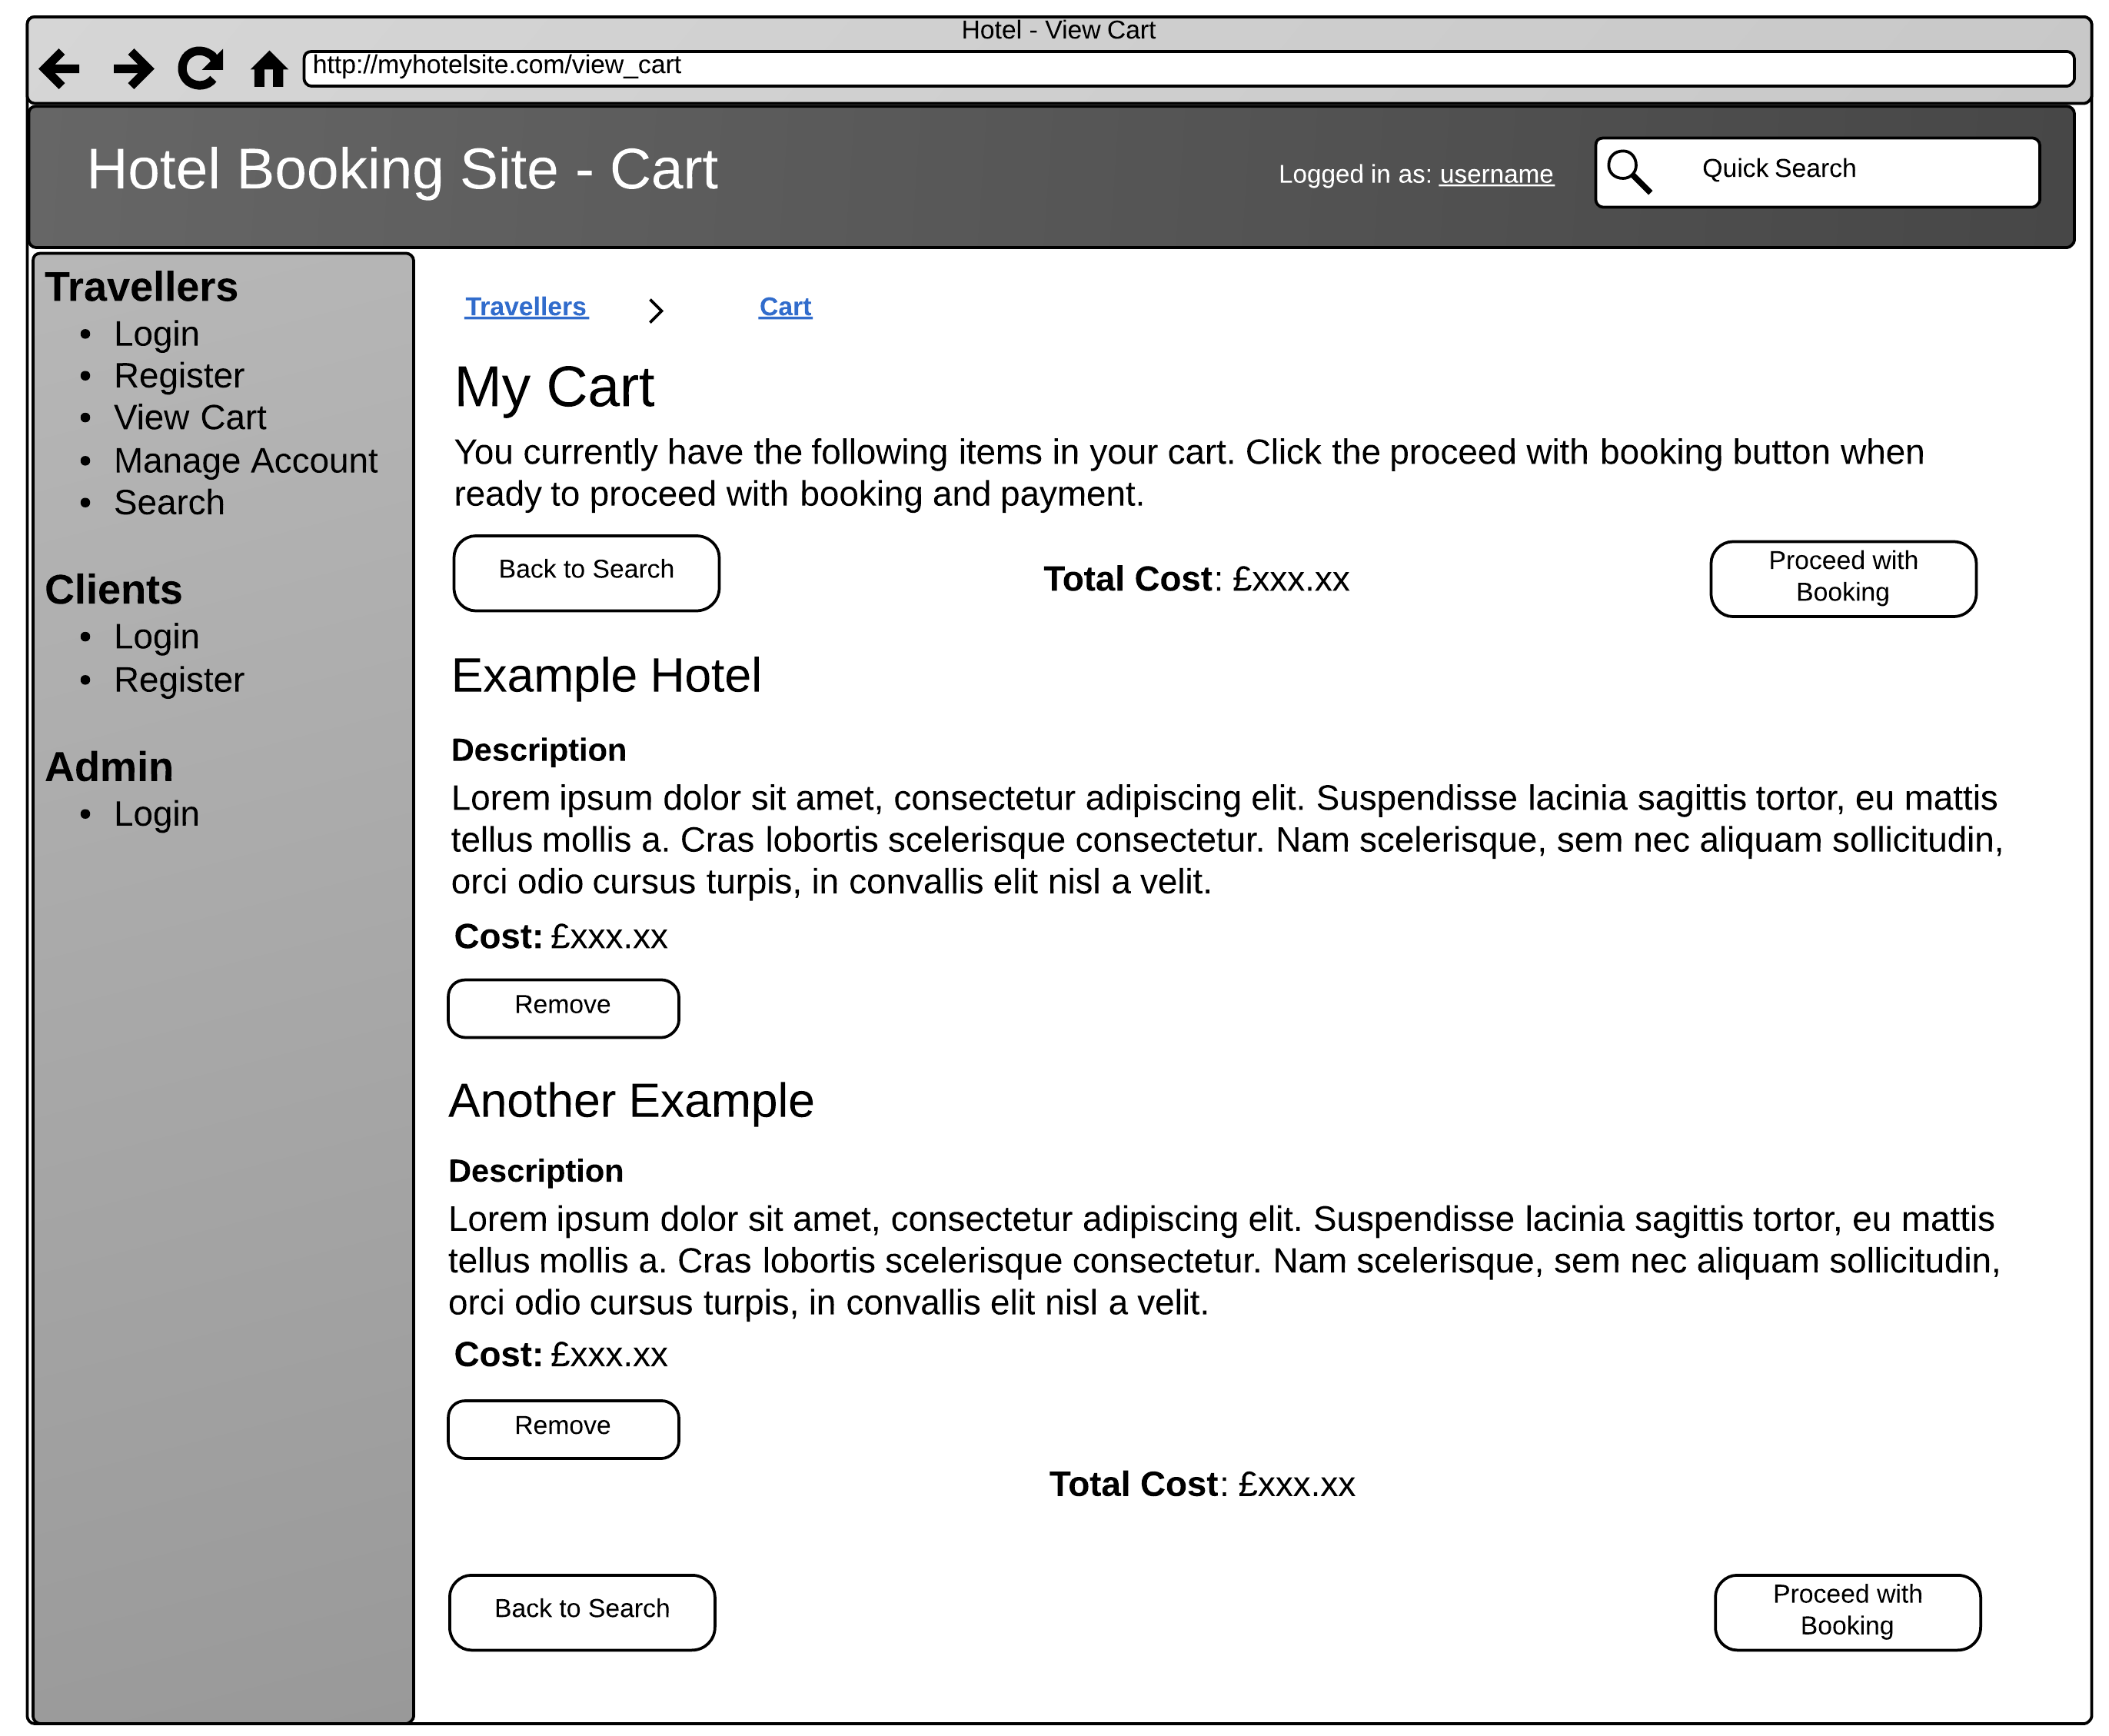 Hotel - View Cart
http://myhotelsite.com/view_cart
Hotel Booking Site - Cart
Logged in as: username
Quick Search
Travellers
• Login
• Register
• View Cart
• Manage Account
• Search
Clients
• Login
• Register
Admin
• Login
Travellers
Cart
My Cart
You currently have the following items in your cart. Click the proceed with booking button when
ready to proceed with booking and payment.
Back to Search
Total Cost: £xxx.xx
Proceed with
Booking
Example Hotel
Description
Lorem ipsum dolor sit amet, consectetur adipiscing elit. Suspendisse lacinia sagittis tortor, eu mattis
tellus mollis a. Cras lobortis scelerisque consectetur. Nam scelerisque, sem nec aliquam sollicitudin,
orci odio cursus turpis, in convallis elit nisl a velit.
Cost: £xxx.xx
Remove
Another Example
Description
Lorem ipsum dolor sit amet, consectetur adipiscing elit. Suspendisse lacinia sagittis tortor, eu mattis
tellus mollis a. Cras lobortis scelerisque consectetur. Nam scelerisque, sem nec aliquam sollicitudin,
orci odio cursus turpis, in convallis elit nisl a velit.
Cost: £xxx.xx
Remove
Total Cost: £xxx.xx
Back to Search
Proceed with
Booking